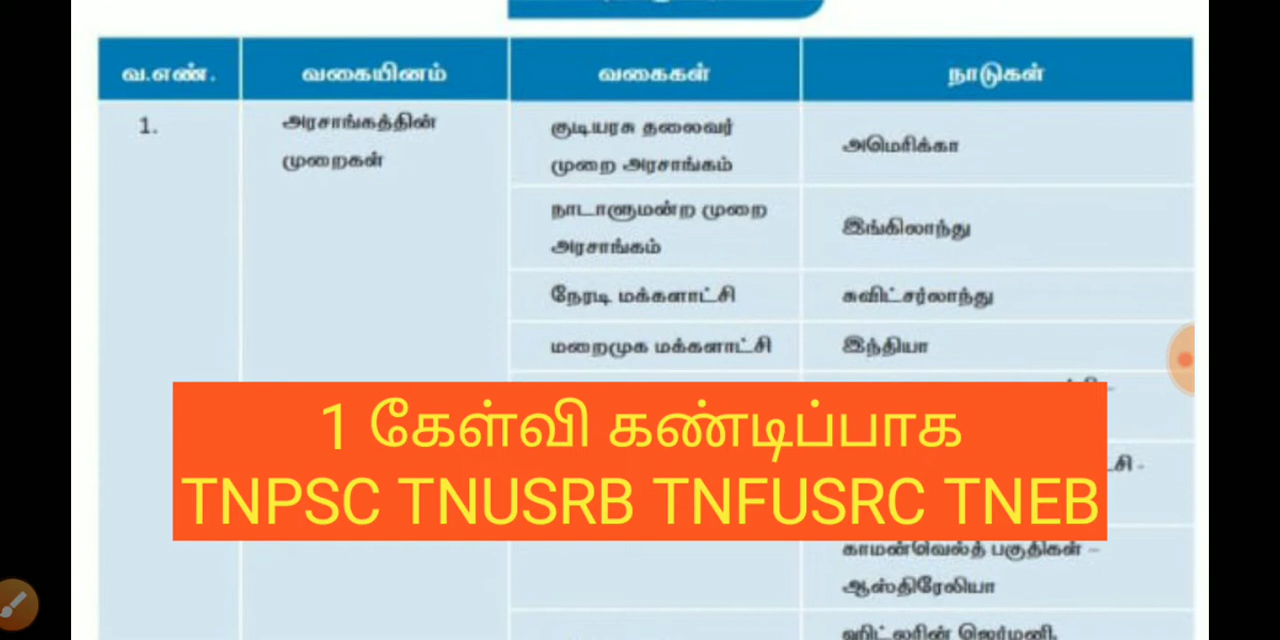 வ.எண். வகையினம் வகைகள் நாடுகள்
1. அரசாங்கத்தின் முறைகள் குடியரசு தலைவர் முறை அரசாங்கம் அமெரிக்கா
நாடாளுமன்ற முறை அரசாங்கம் இங்கிலாந்து
நேரடி மக்களாட்சி சுவிட்சர்லாந்து
மறைமுக மக்களாட்சி இந்தியா
1 கேள்வி கண்டிப்பாக
TNPSC TNUSRB TNFUSRC TNEB
காமன்வெல்த் பகுதிகள் –
ஆஸ்திரேலியா
ஹிட்லரின் ஜெர்மனி,